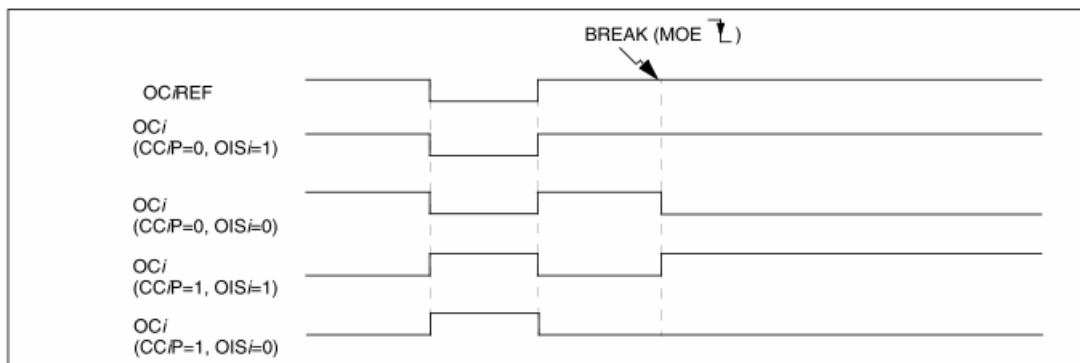 BREAK (MOE )
OCiREF
OCi
(CCiP=0, OISi=1)
OCi
(CCiP=0, OISi=0)
OCi
(CCiP=1, OISi=1)
OCi
(CCiP=1, OISi=0)